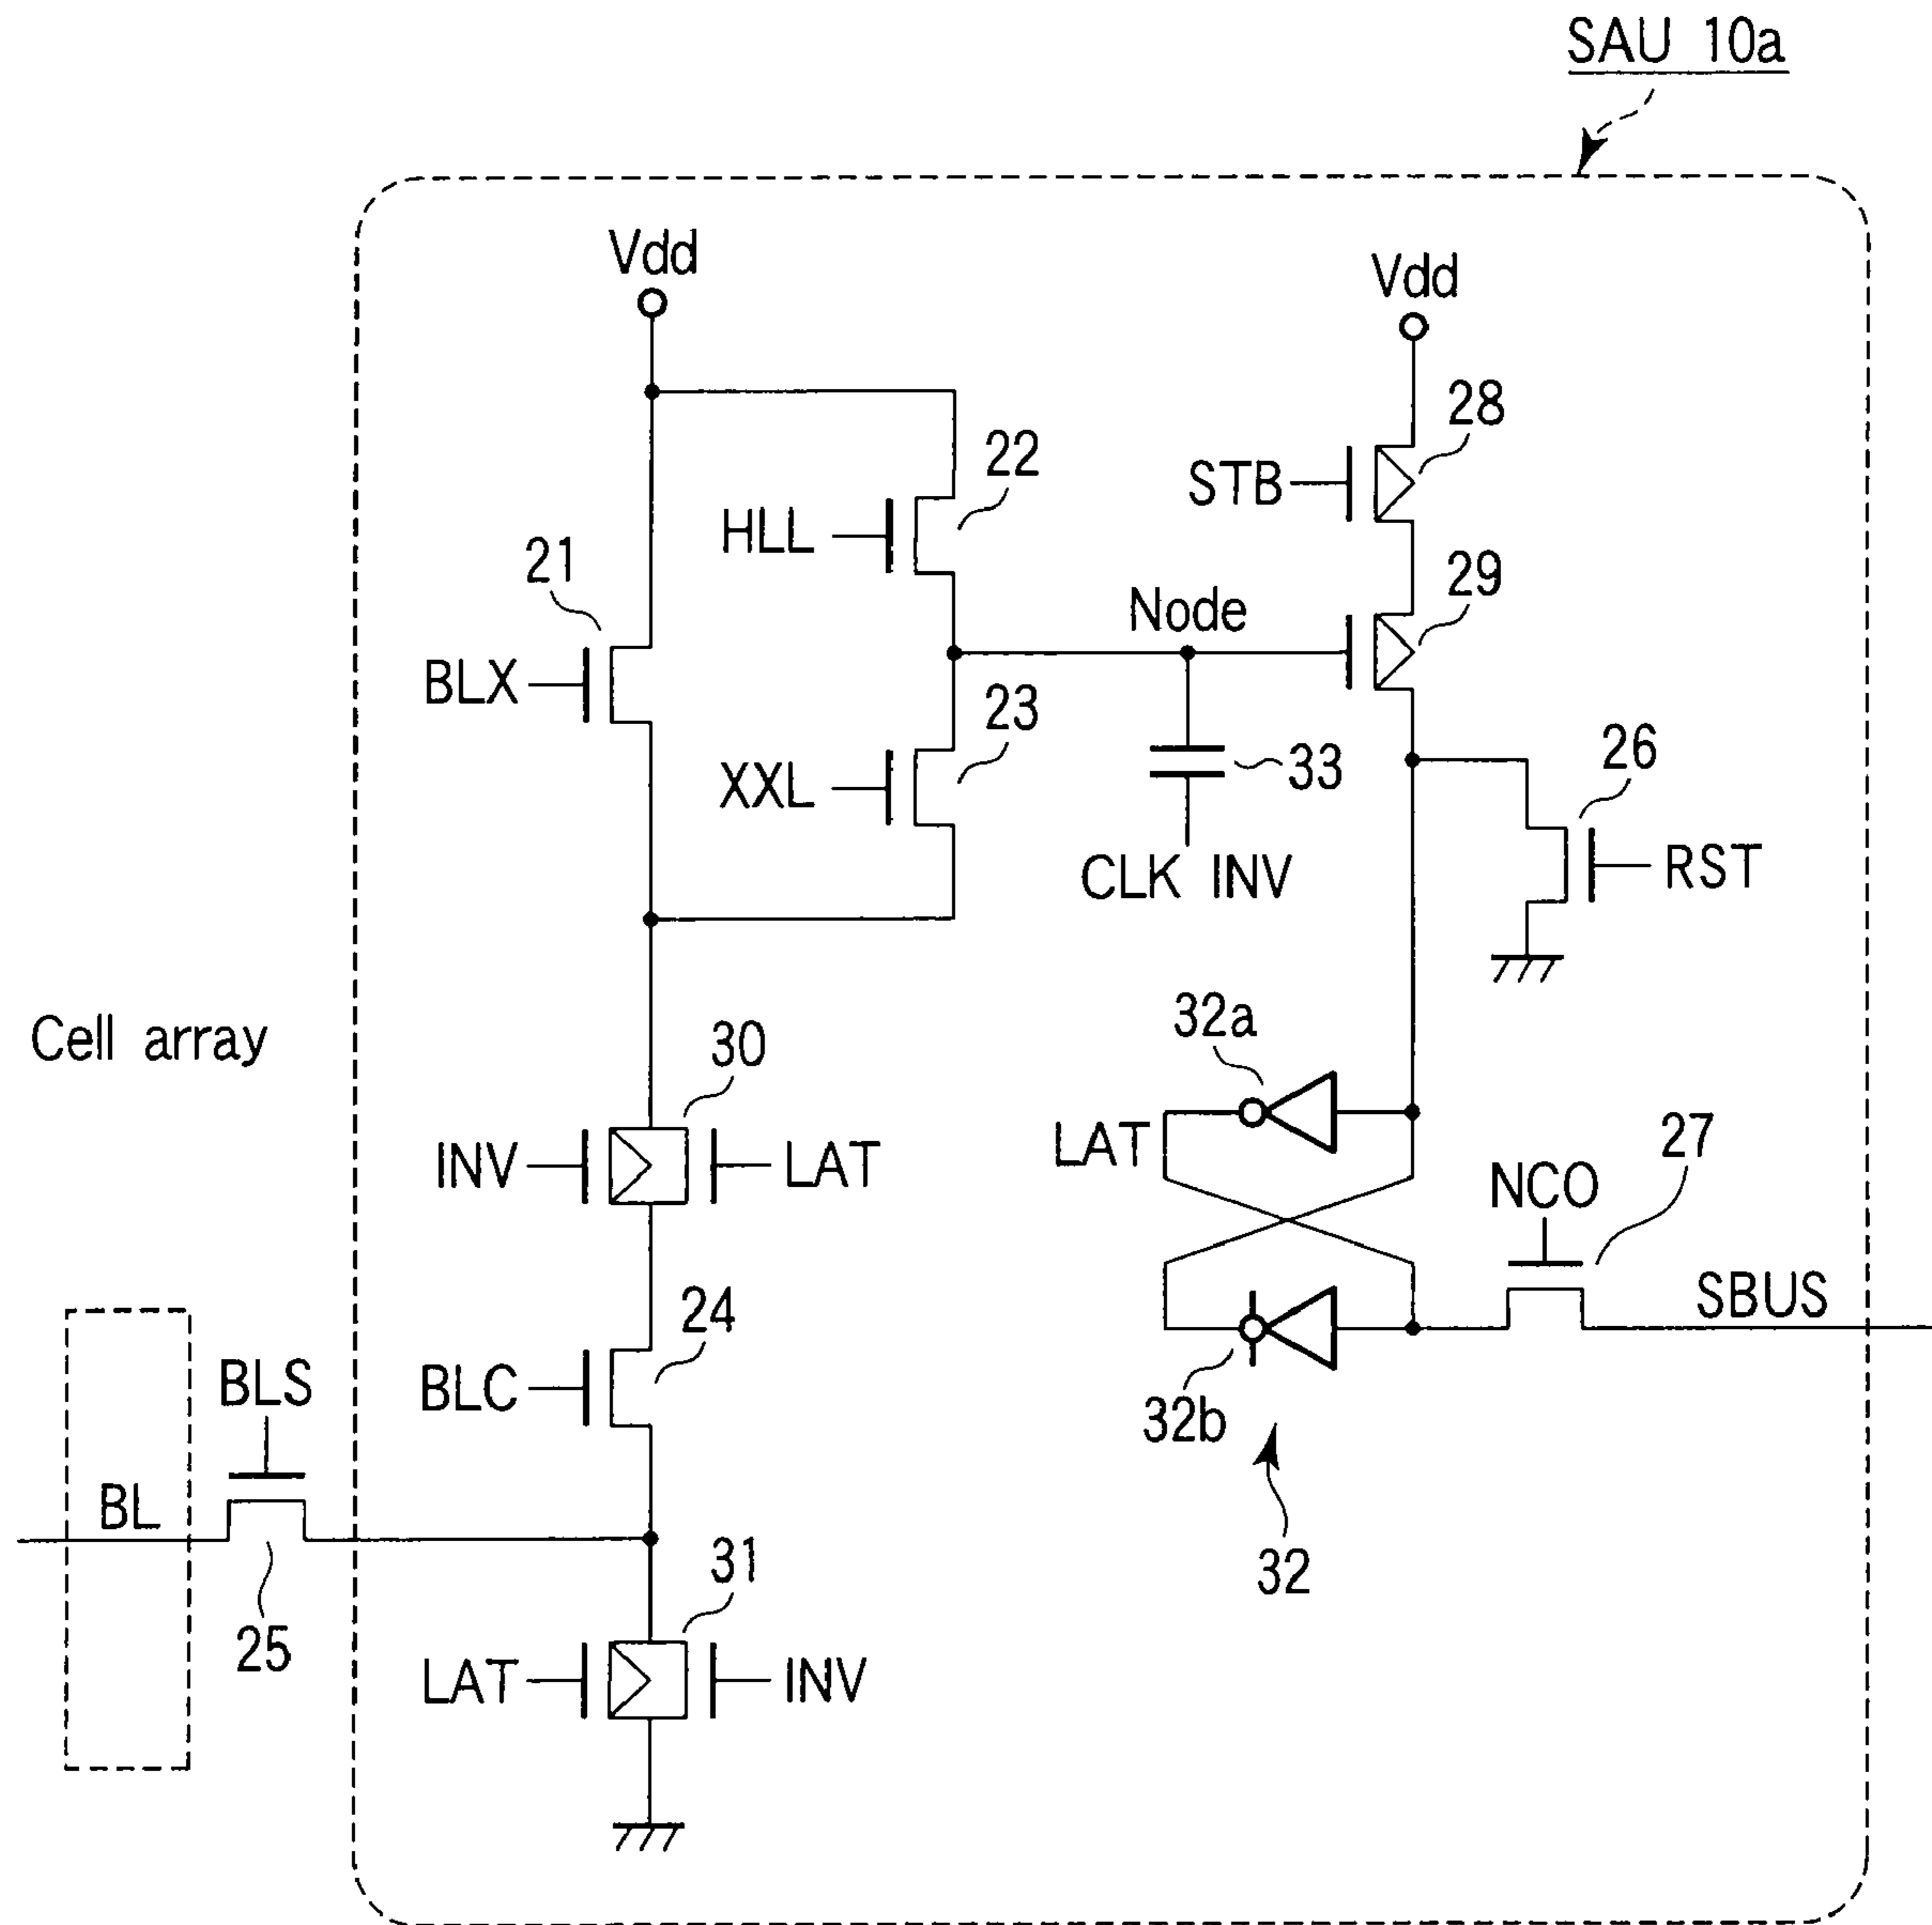 SAU 10a
Vdd
Vdd
28
22
STB
HLL
21
29
Node
BLX
23
26
XXL
33
RST
CLK INV
32a
Cell array
30
LAT
27
INV
LAT
NCO
24
SBUS
BLS
BLC
32b
BL
31
32
25
LAT
INV